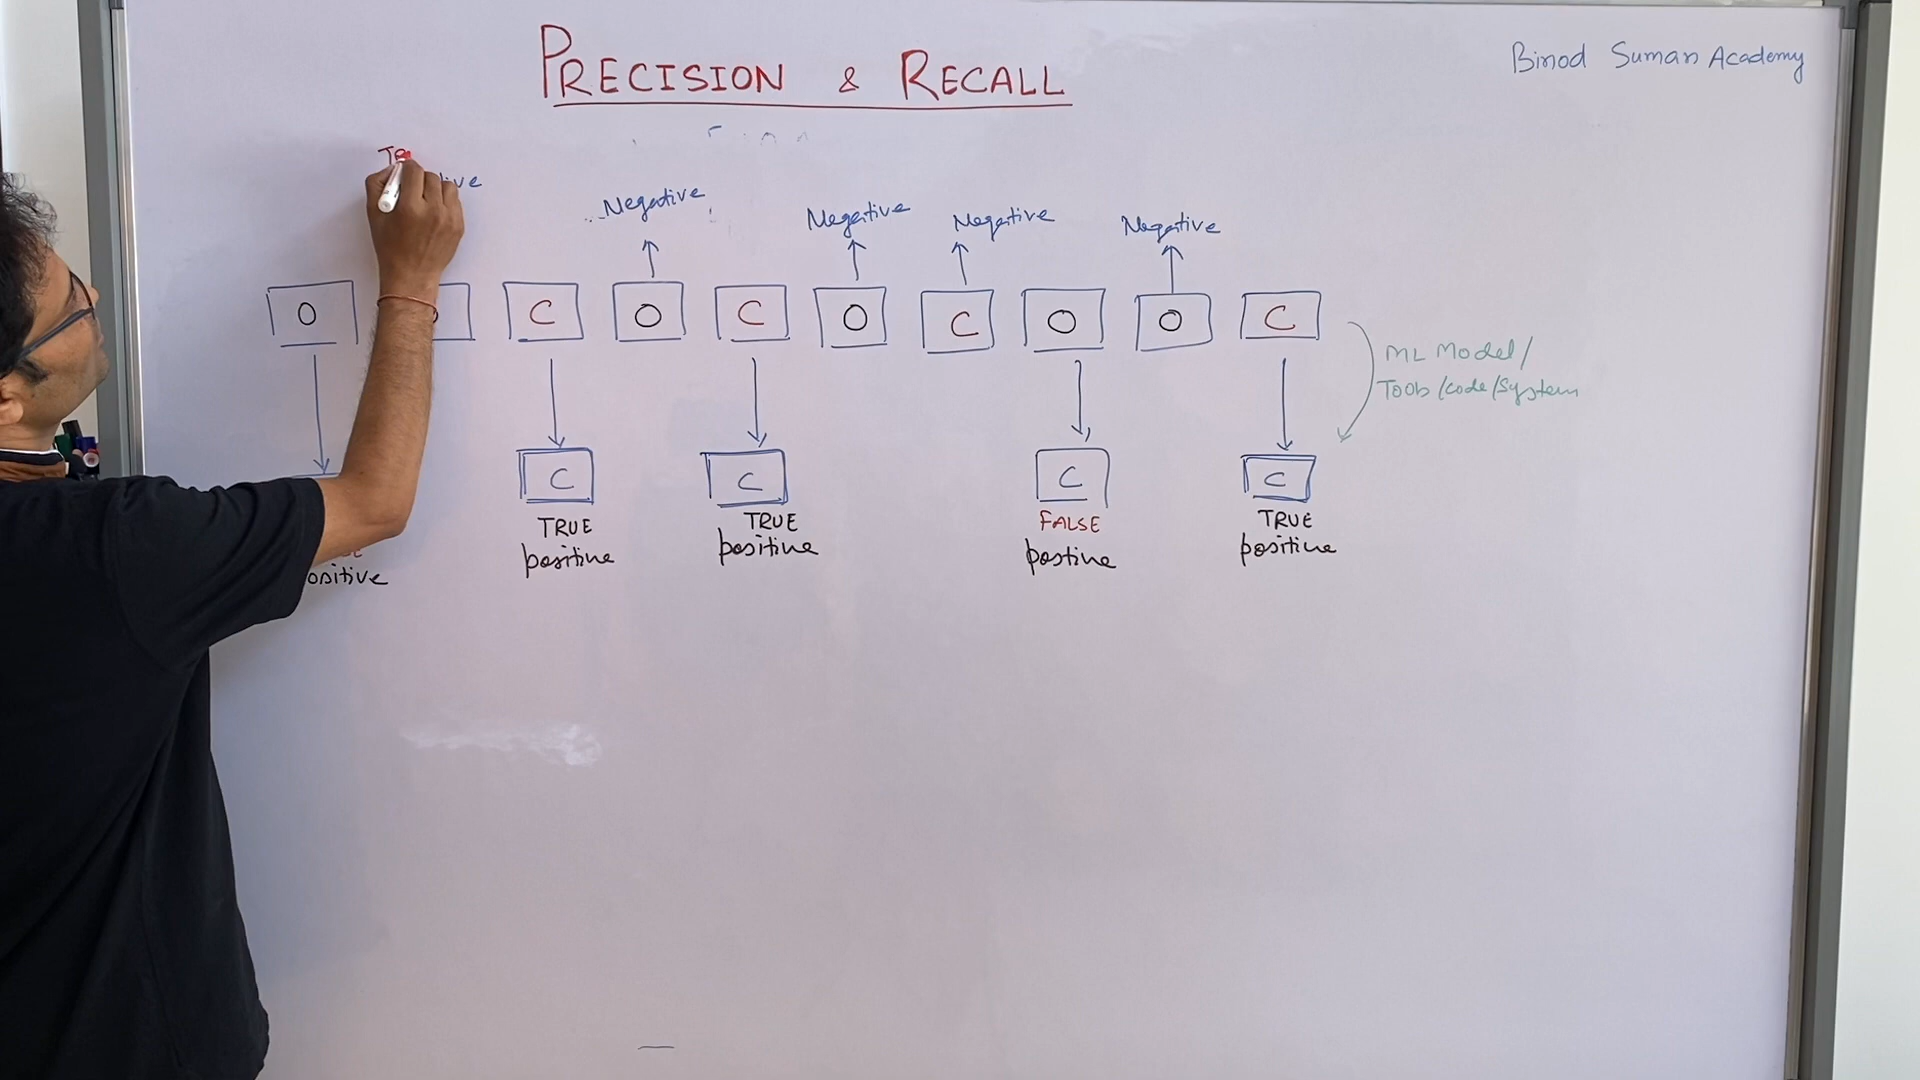 PRECISION & RECALL
Binod Suman Academy
Negative
Negative
Negative
Negative
O C O C O C O O C
ML Model/
Tools/code/system
C C C C
TRUE
positive
TRUE
positive
FALSE
postive
TRUE
positive